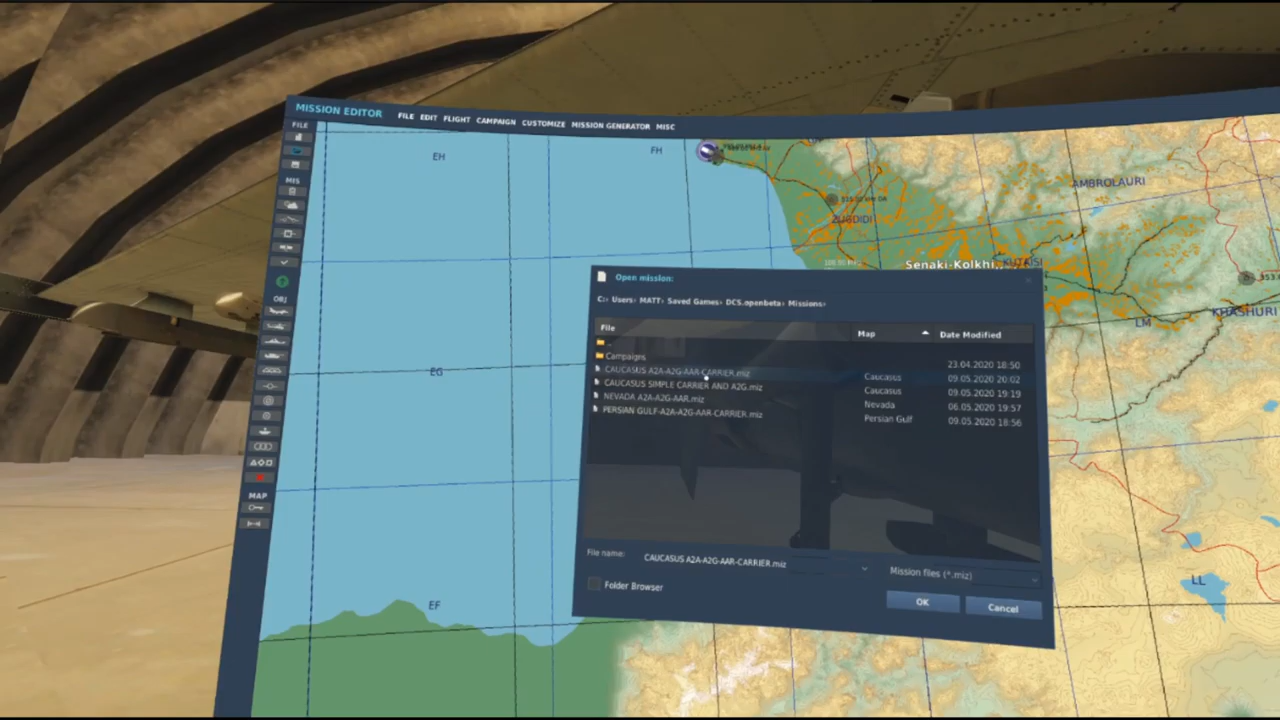 MISSION EDITOR FILE EDIT FLIGHT CAMPAIGN CUSTOMIZE MISSION GENERATOR MISC
FILE
MIS
OBJ
MAP
EH
FH
AMBROLAURI
ZUGDIDI
Senaki-Kolkhi..
KUTAISI
KHASHURI
LM
EG
EF
LL
Open mission:
C:› Users› MATT› Saved Games› DCS.openbeta› Missions›
File Map Date Modified
..
Campaigns 23.04.2020 18:50
CAUCASUS A2A-A2G-AAR-CARRIER.miz Caucasus 09.05.2020 20:02
CAUCASUS SIMPLE CARRIER AND A2G.miz Caucasus 09.05.2020 19:19
NEVADA A2A-A2G-AAR.miz Nevada 06.05.2020 19:57
PERSIAN GULF-A2A-A2G-AAR-CARRIER.miz Persian Gulf 09.05.2020 18:56
File name: CAUCASUS A2A-A2G-AAR-CARRIER.miz Mission files (*.miz)
Folder Browser
OK Cancel